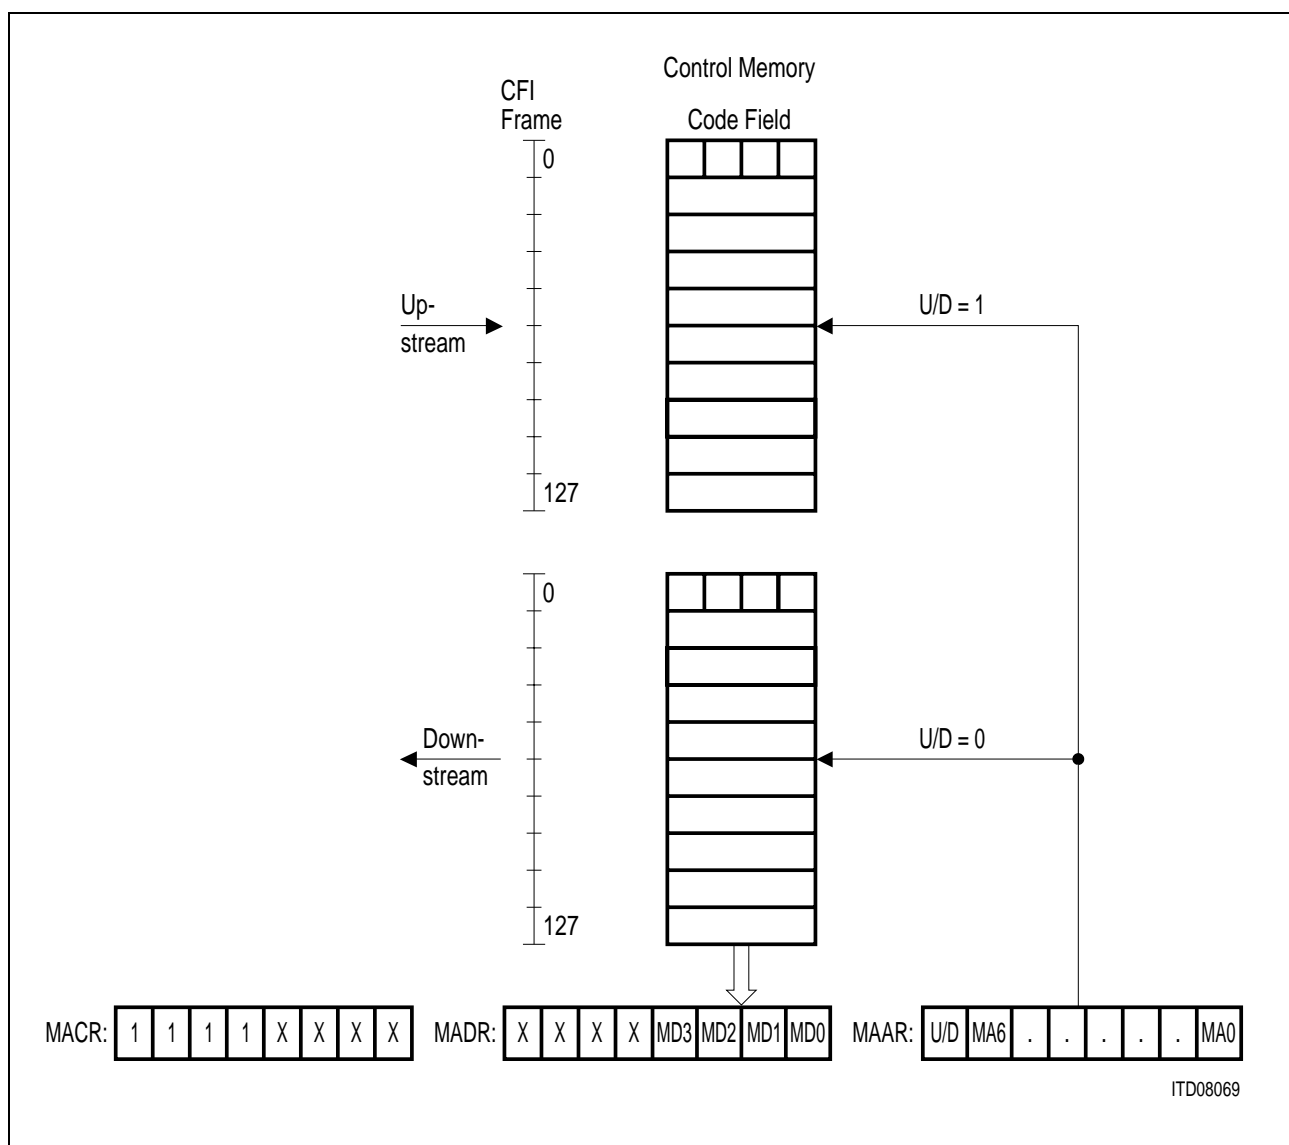 Control Memory
CFI
Frame
Code Field
0
Up-
stream
U/D = 1
127
0
Down-
stream
U/D = 0
127
MACR: 1 1 1 1 X X X X
MADR: X X X X MD3 MD2 MD1 MD0
MAAR: U/D MA6 . . . . . MA0
ITD08069